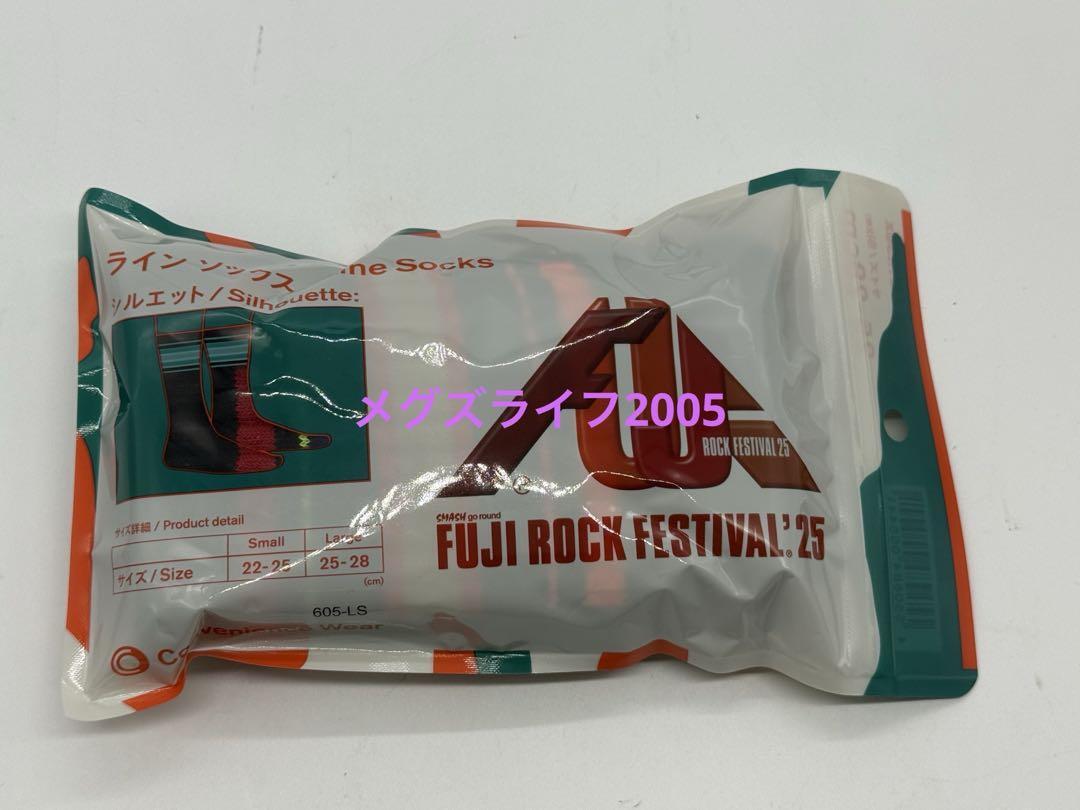 ライン ソックス
ne Socks
シルエット / Silhouette:
メグズライフ2005
ROCK FESTIVAL 25
SMASH go round
FUJI ROCK FESTIVAL'25
サイズ詳細 / Product detail
Small Large
サイズ / Size 22-25 25-28
(cm)
605-LS
venience Wear